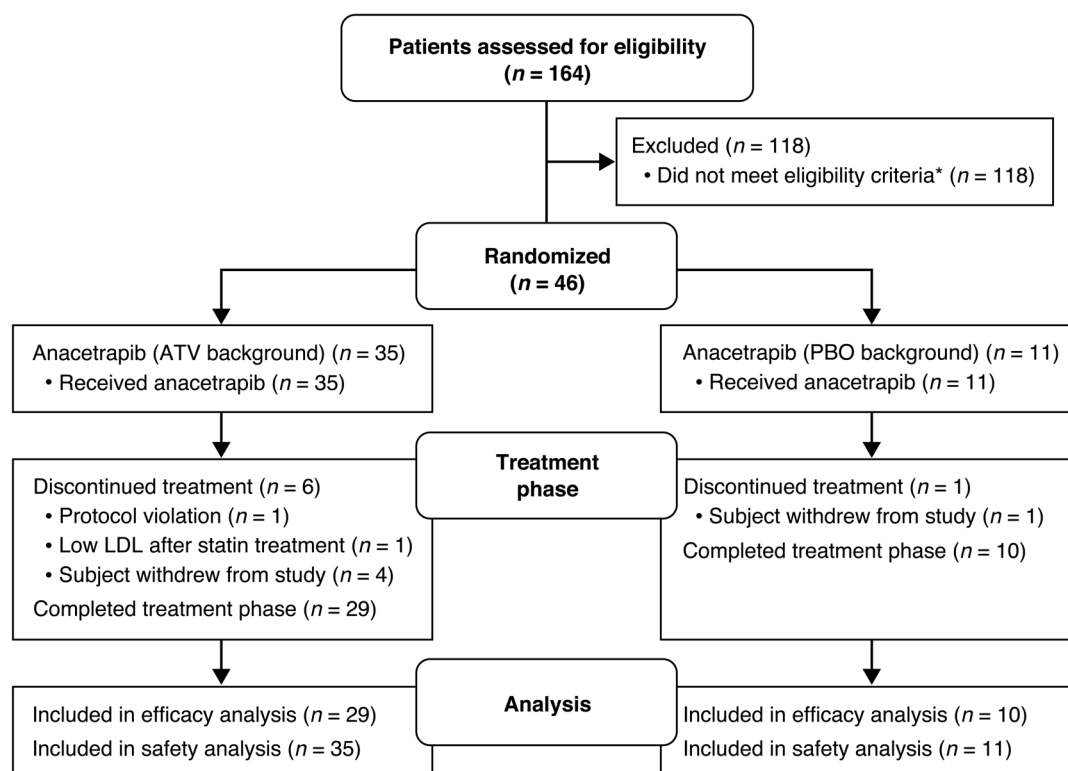 Patients assessed for eligibility
(n = 164)
Excluded (n = 118)
• Did not meet eligibility criteria* (n = 118)
Randomized
(n = 46)
Anacetrapib (ATV background) (n = 35)
• Received anacetrapib (n = 35)
Anacetrapib (PBO background) (n = 11)
• Received anacetrapib (n = 11)
Treatment
phase
Discontinued treatment (n = 6)
• Protocol violation (n = 1)
• Low LDL after statin treatment (n = 1)
• Subject withdrew from study (n = 4)
Completed treatment phase (n = 29)
Discontinued treatment (n = 1)
• Subject withdrew from study (n = 1)
Completed treatment phase (n = 10)
Analysis
Included in efficacy analysis (n = 29)
Included in safety analysis (n = 35)
Included in efficacy analysis (n = 10)
Included in safety analysis (n = 11)